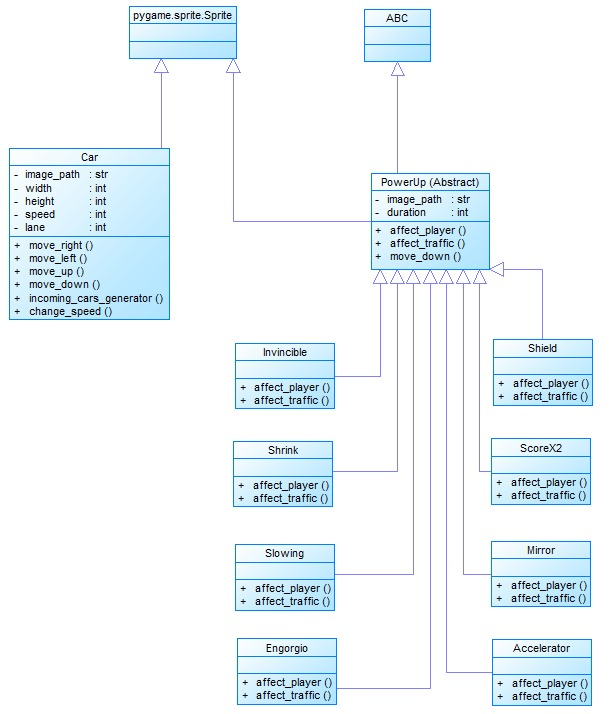 pygame.sprite.Sprite
ABC
Car
- image_path : str
- width : int
- height : int
- speed : int
- lane : int
+ move_right ()
+ move_left ()
+ move_up ()
+ move_down ()
+ incoming_cars_generator ()
+ change_speed ()
PowerUp (Abstract)
- image_path : str
- duration : int
+ affect_player ()
+ affect_traffic ()
+ move_down ()
Invincible
+ affect_player ()
+ affect_traffic ()
Shield
+ affect_player ()
+ affect_traffic ()
Shrink
+ affect_player ()
+ affect_traffic ()
ScoreX2
+ affect_player ()
+ affect_traffic ()
Slowing
+ affect_player ()
+ affect_traffic ()
Mirror
+ affect_player ()
+ affect_traffic ()
Engorgio
+ affect_player ()
+ affect_traffic ()
Accelerator
+ affect_player ()
+ affect_traffic ()